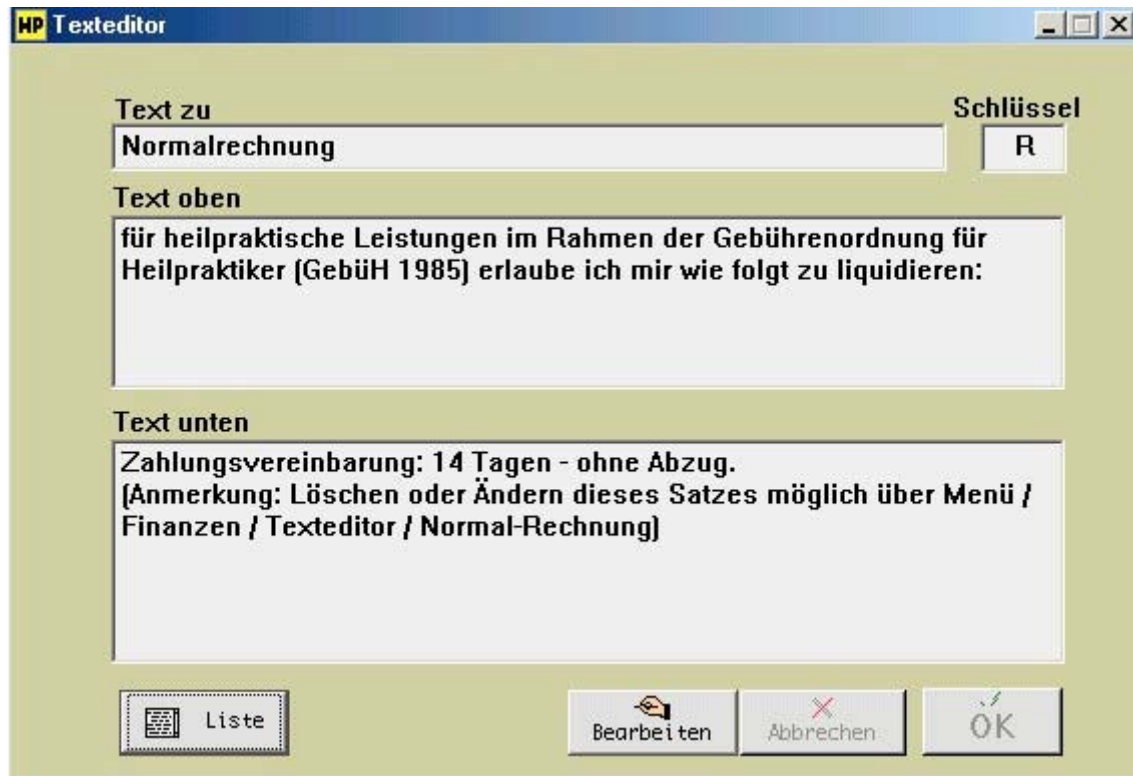 HP Texteditor
Text zu
Schlüssel
Normalrechnung
R
Text oben
für heilpraktische Leistungen im Rahmen der Gebührenordnung für
Heilpraktiker (GebüH 1985) erlaube ich mir wie folgt zu liquidieren:
Text unten
Zahlungsvereinbarung: 14 Tagen - ohne Abzug.
(Anmerkung: Löschen oder Ändern dieses Satzes möglich über Menü /
Finanzen / Texteditor / Normal-Rechnung)
Liste
Bearbeiten
Abbrechen
OK